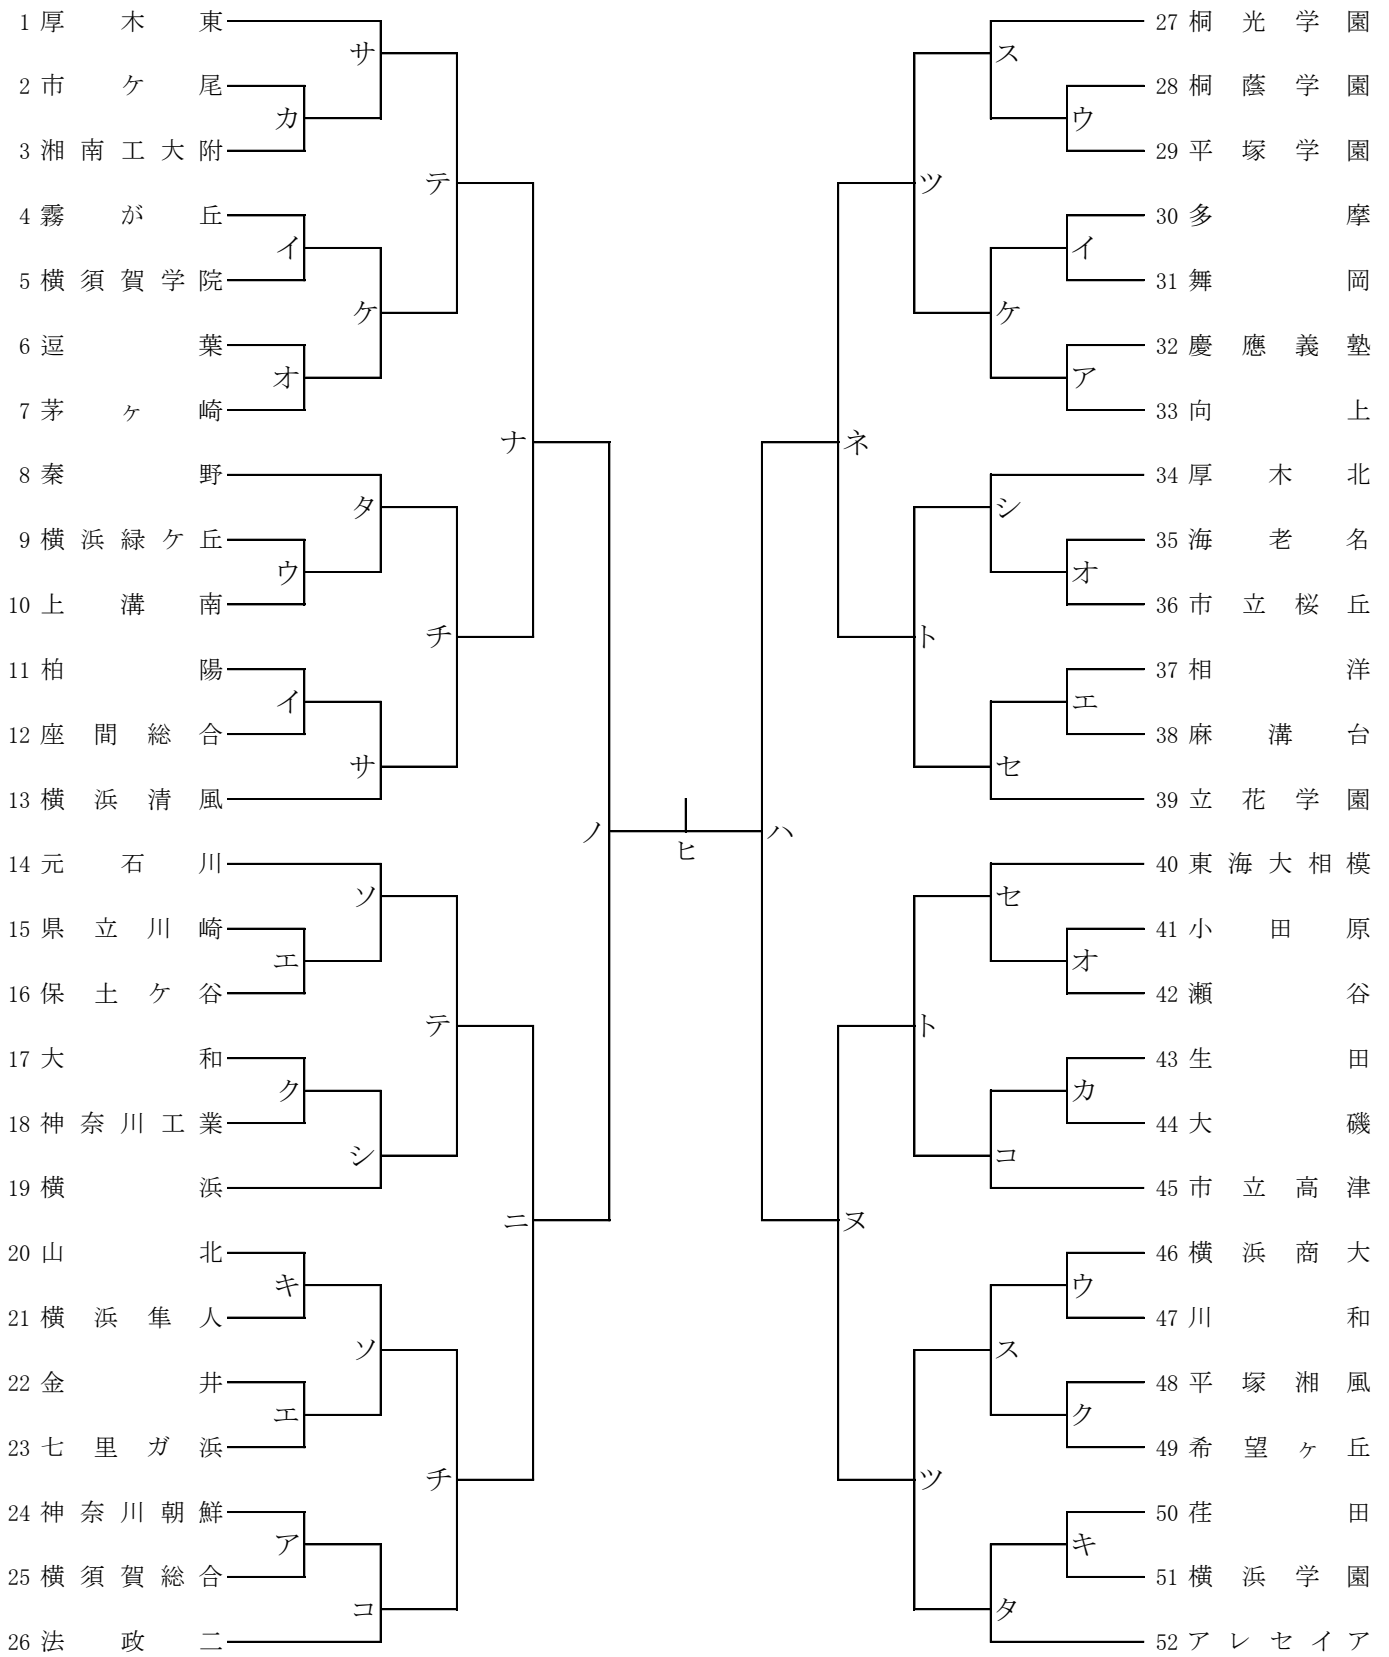 1 厚木東
サ
2 市ケ尾
カ
3 湘南工大附
テ
4 霧が丘
イ
5 横須賀学院
ケ
6 逗葉
オ
7 茅ヶ崎
ナ
8 秦野
タ
9 横浜緑ケ丘
ウ
10 上溝南
チ
11 柏陽
イ
12 座間総合
サ
13 横浜清風
ノ
14 元石川
ソ
15 県立川崎
エ
16 保土ケ谷
テ
17 大和
ク
18 神奈川工業
シ
19 横浜
ニ
20 山北
キ
21 横浜隼人
ソ
22 金井
エ
23 七里ガ浜
チ
24 神奈川朝鮮
ア
25 横須賀総合
コ
26 法政二
ヒ
27 桐光学園
ス
28 桐蔭学園
ウ
29 平塚学園
ツ
30 多摩
イ
31 舞岡
ケ
32 慶應義塾
ア
33 向上
ネ
34 厚木北
シ
35 海老名
オ
36 市立桜丘
ト
37 相洋
エ
38 麻溝台
セ
39 立花学園
ハ
40 東海大相模
セ
41 小田原
オ
42 瀬谷
ト
43 生田
カ
44 大磯
コ
45 市立高津
ヌ
46 横浜商大
ウ
47 川和
ス
48 平塚湘風
ク
49 希望ヶ丘
ツ
50 荏田
キ
51 横浜学園
タ
52 アレセイア